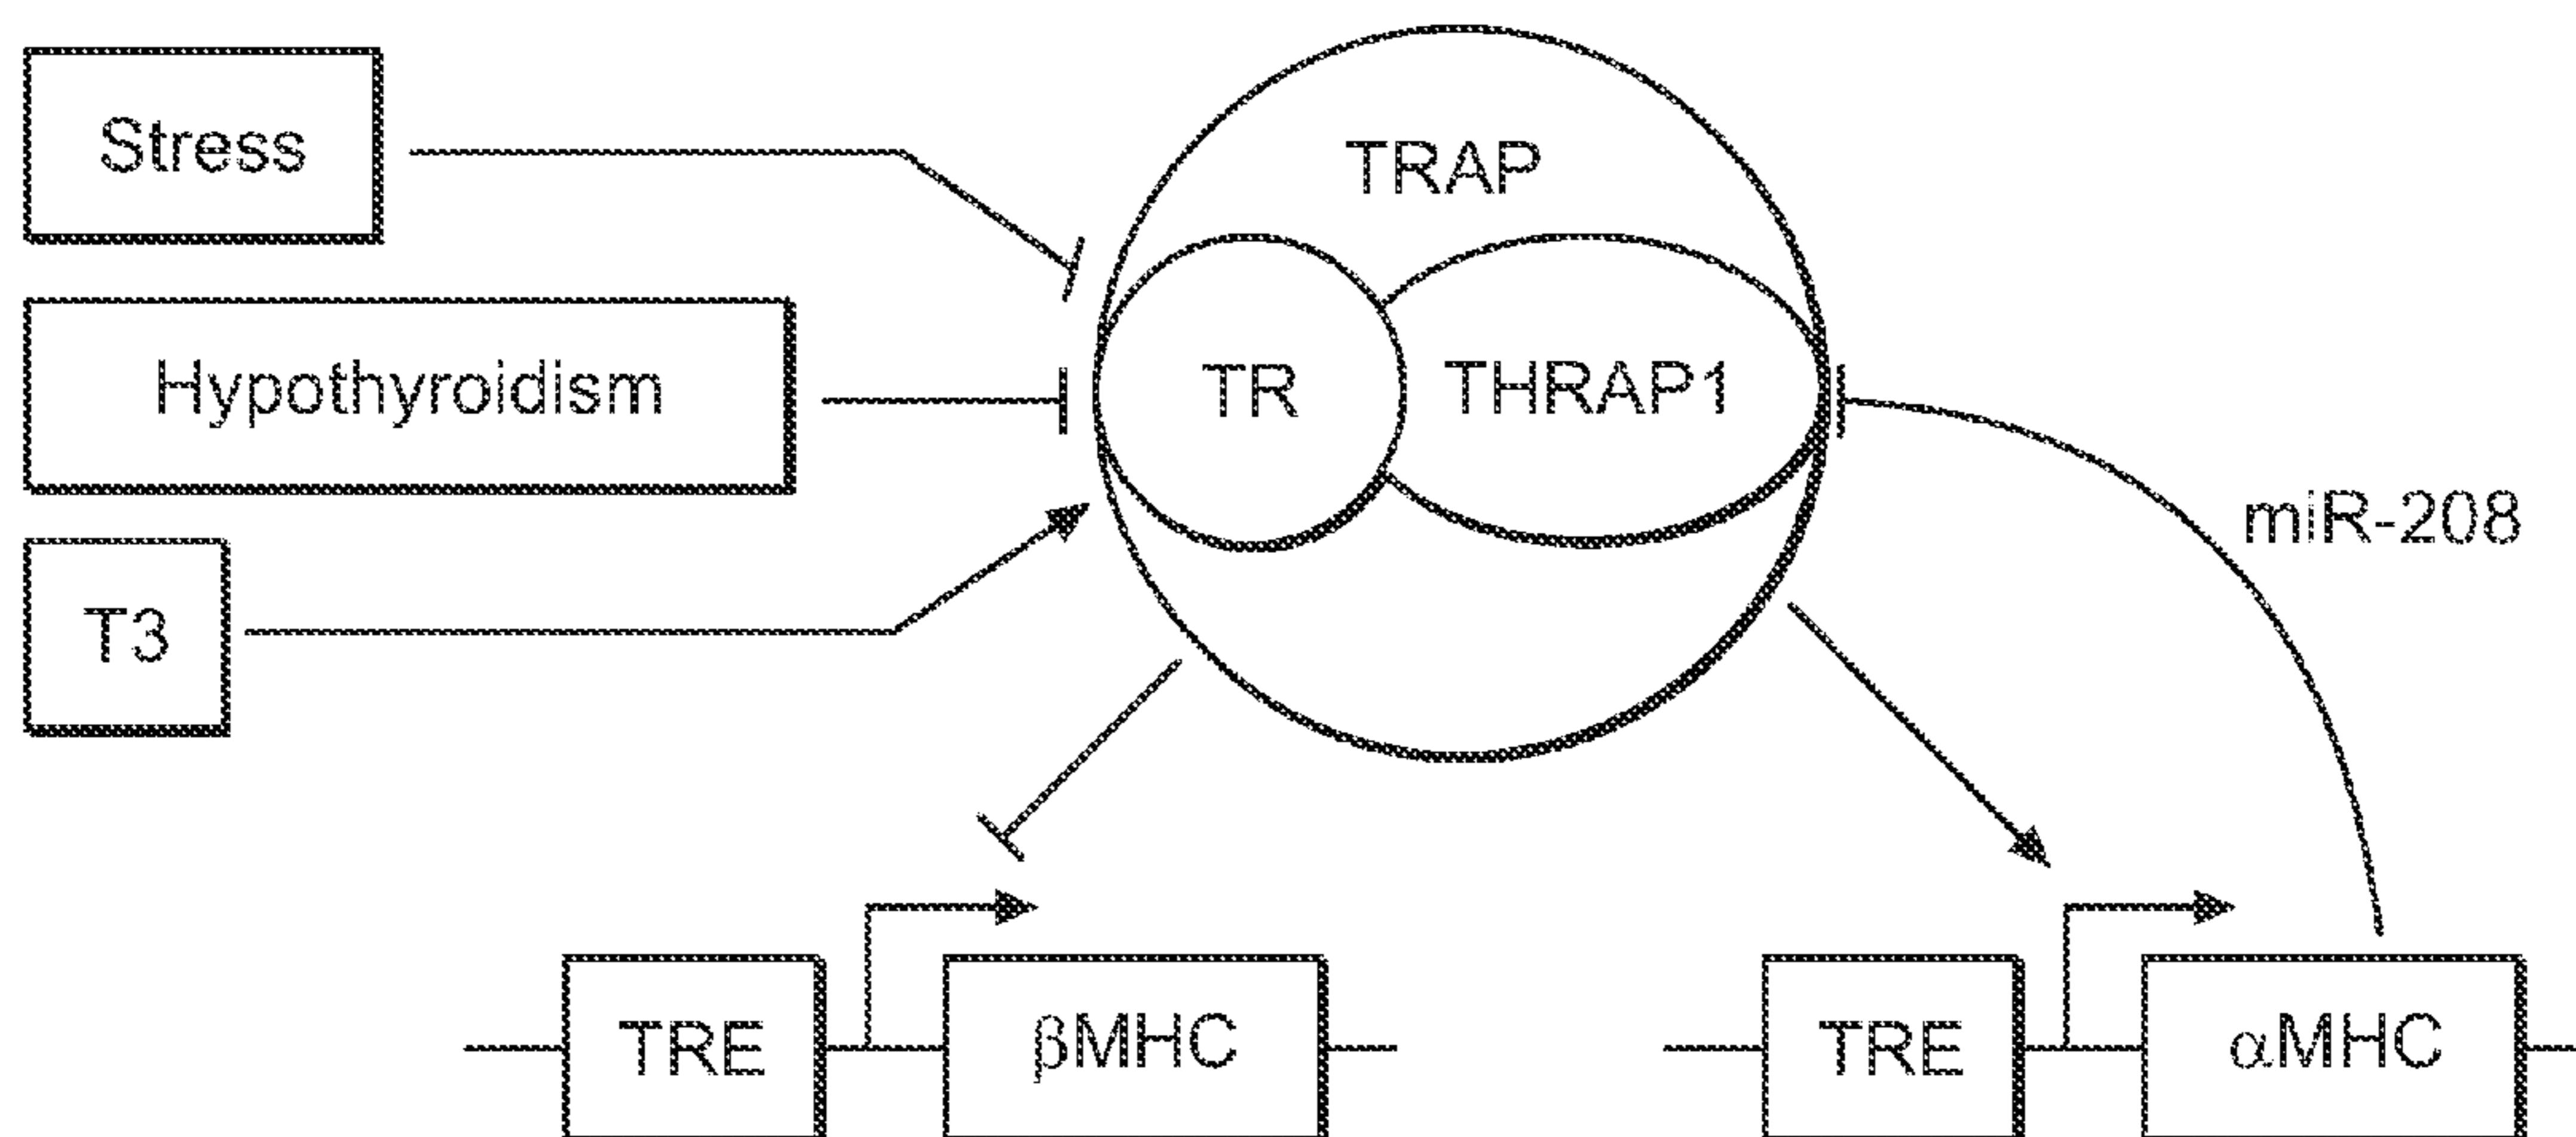 Stress
TRAP
Hypothyroidism
TR
THRAP1
miR-208
T3
TRE
βMHC
TRE
αMHC